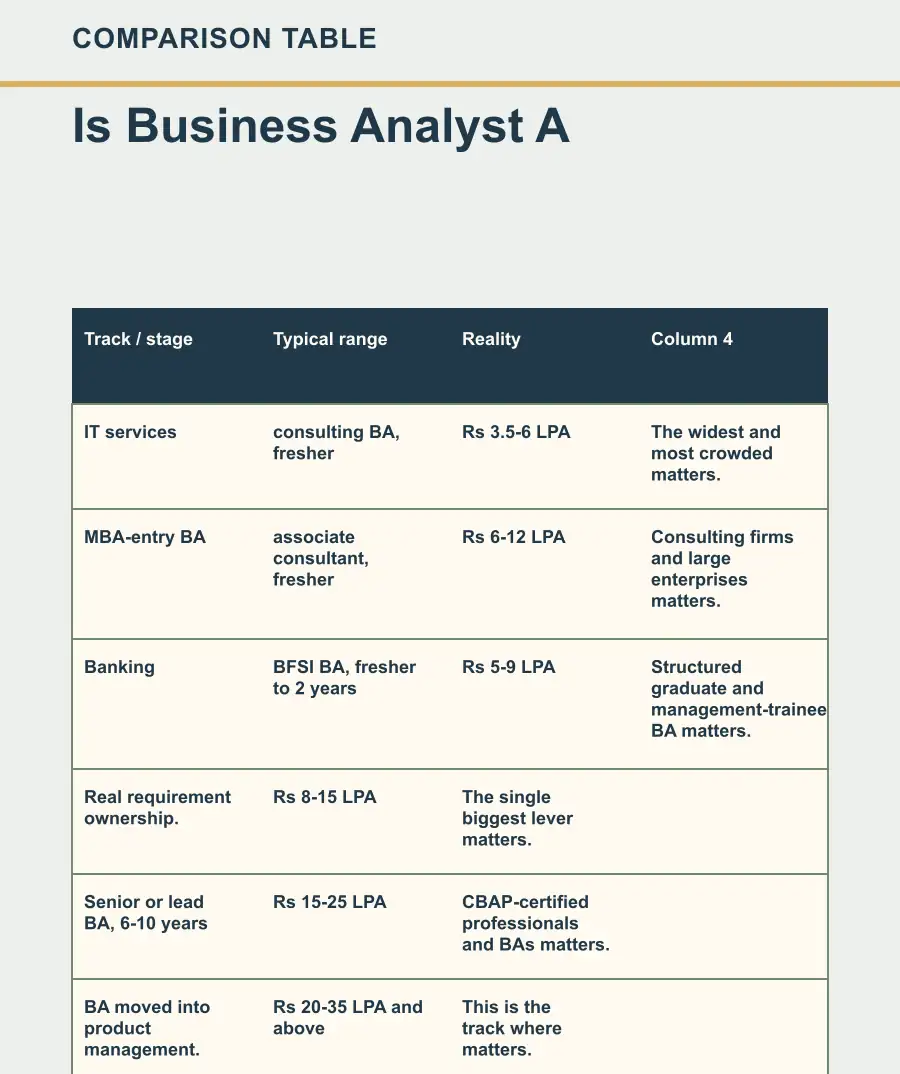 COMPARISON TABLE
Is Business Analyst A
Track / stage
Typical range
Reality
Column 4
IT services
consulting BA,
fresher
Rs 3.5-6 LPA
The widest and
most crowded
matters.
MBA-entry BA
associate
consultant,
fresher
Rs 6-12 LPA
Consulting firms
and large
enterprises
matters.
Banking
BFSI BA, fresher
to 2 years
Rs 5-9 LPA
Structured
graduate and
management-trainee
BA matters.
Real requirement
ownership.
Rs 8-15 LPA
The single
biggest lever
matters.
Senior or lead
BA, 6-10 years
Rs 15-25 LPA
CBAP-certified
professionals
and BAs matters.
BA moved into
product
management.
Rs 20-35 LPA and
above
This is the
track where
matters.